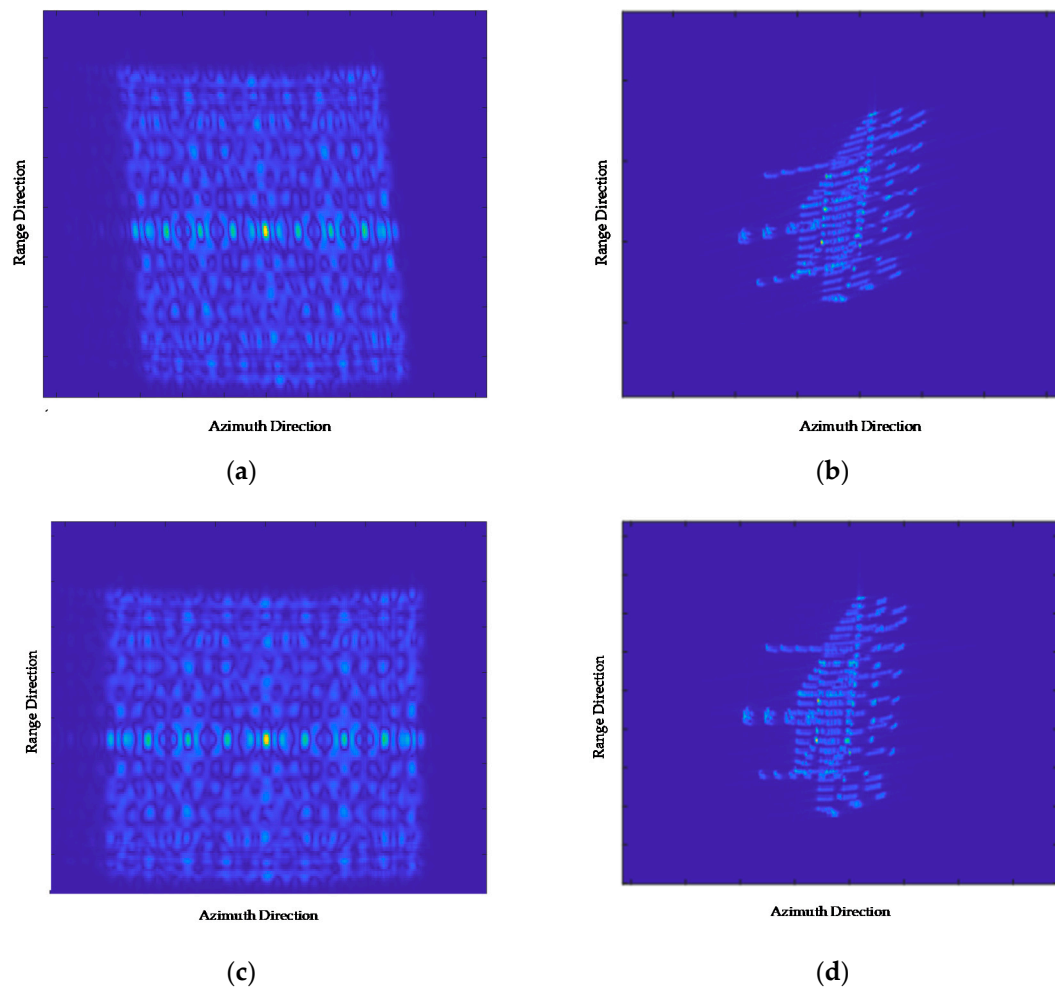 Range Direction
Azimuth Direction
(a)
Range Direction
Azimuth Direction
(b)
Range Direction
Azimuth Direction
(c)
Range Direction
Azimuth Direction
(d)